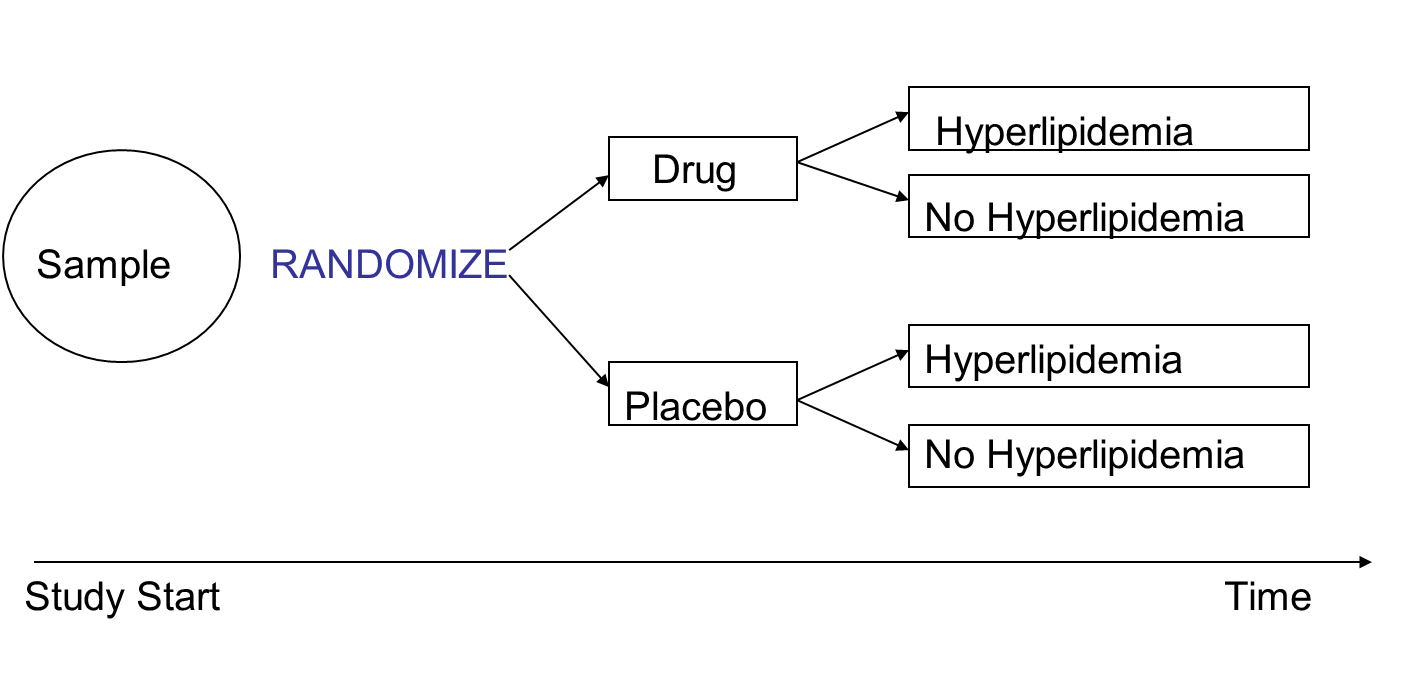 Sample
RANDOMIZE
Drug
Placebo
Hyperlipidemia
No Hyperlipidemia
Hyperlipidemia
No Hyperlipidemia
Study Start
Time